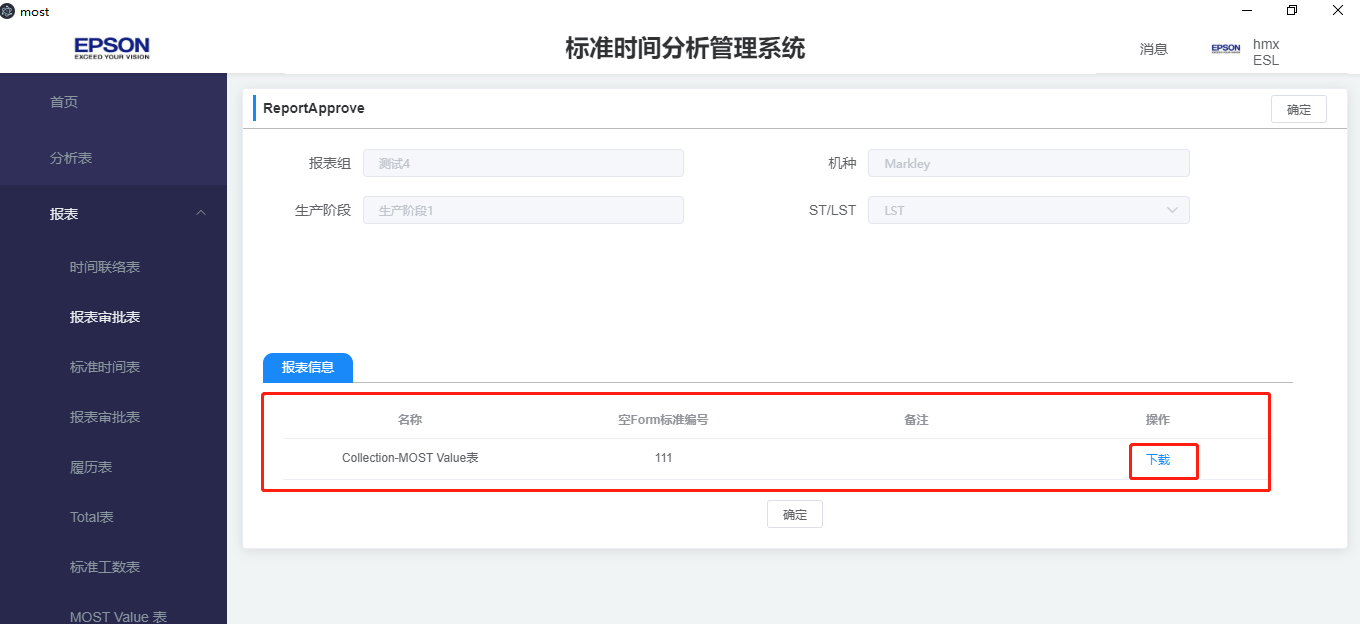 most
EPSON
EXCEED YOUR VISION
标准时间分析管理系统
消息
EPSON
hmx
ESL
首页
分析表
报表
时间联络表
报表审批表
标准时间表
报表审批表
履历表
Total表
标准工数表
MOST Value 表
ReportApprove
确定
报表组 测试4
机种 Markley
生产阶段 生产阶段1
ST/LST LST
报表信息
名称 空Form标准编号 备注 操作
Collection-MOST Value表 111 下载
确定